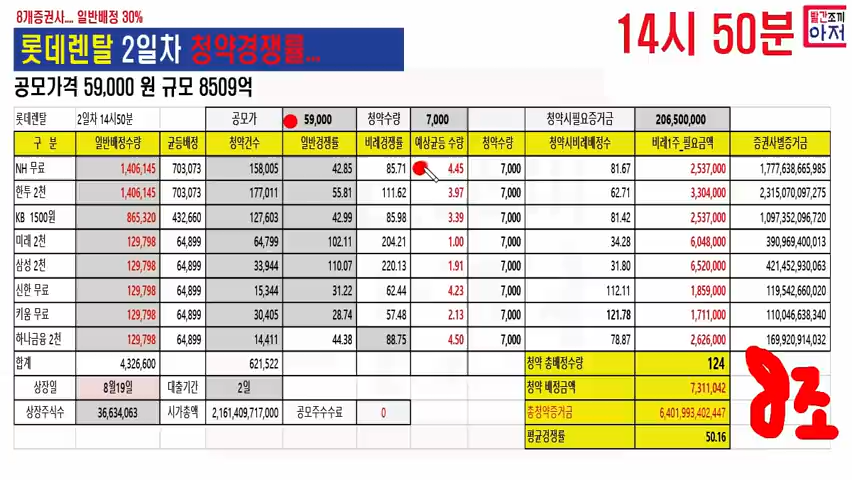 8개증권사.... 일반배정 30%
롯데렌탈 2일차 청약경쟁률...
14시 50분
빨간조끼
아저
공모가격 59,000 원 규모 8509억
롯데렌탈 2일차 14시50분 공모가 59,000 청약수량 7,000 청약시필요증거금 206,500,000
구 분 일반배정수량 균등배정 청약건수 일반경쟁률 비례경쟁률 예상균등 수량 청약수량 청약시비례배정수 비례1주_필요금액 증권사별증거금
NH 무료 1,406,145 703,073 158,005 42.85 85.71 4.45 7,000 81.67 2,537,000 1,777,638,665,985
한투 2천 1,406,145 703,073 177,011 55.81 111.62 3.97 7,000 62.71 3,304,000 2,315,070,097,275
KB 1500원 865,320 432,660 127,603 42.99 85.98 3.39 7,000 81.42 2,537,000 1,097,352,096,720
미래 2천 129,798 64,899 64,799 102.11 204.21 1.00 7,000 34.28 6,048,000 390,969,400,013
삼성 2천 129,798 64,899 33,944 110.07 220.13 1.91 7,000 31.80 6,520,000 421,452,930,063
신한 무료 129,798 64,899 15,344 31.22 62.44 4.23 7,000 112.11 1,859,000 119,542,660,020
키움 무료 129,798 64,899 30,405 28.74 57.48 2.13 7,000 121.78 1,711,000 110,046,638,340
하나금융 2천 129,798 64,899 14,411 44.38 88.75 4.50 7,000 78.87 2,626,000 169,920,914,032
합계 4,326,600 621,522 청약 총배정수량 124
상장일 8월19일 대출기간 2일 청약 배정금액 7,311,042
상장주식수 36,634,063 시가총액 2,161,409,717,000 공모주수수료 0 총청약증거금 6,401,993,402,447
평균경쟁률 50.16
8조